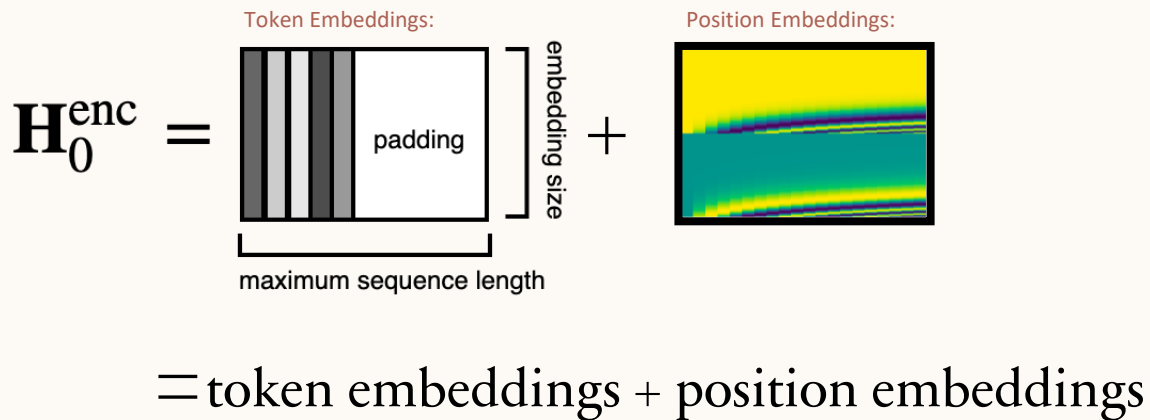 Token Embeddings:
Position Embeddings:
H₀ᵉⁿᶜ =
padding
embedding size
+
maximum sequence length
= token embeddings + position embeddings